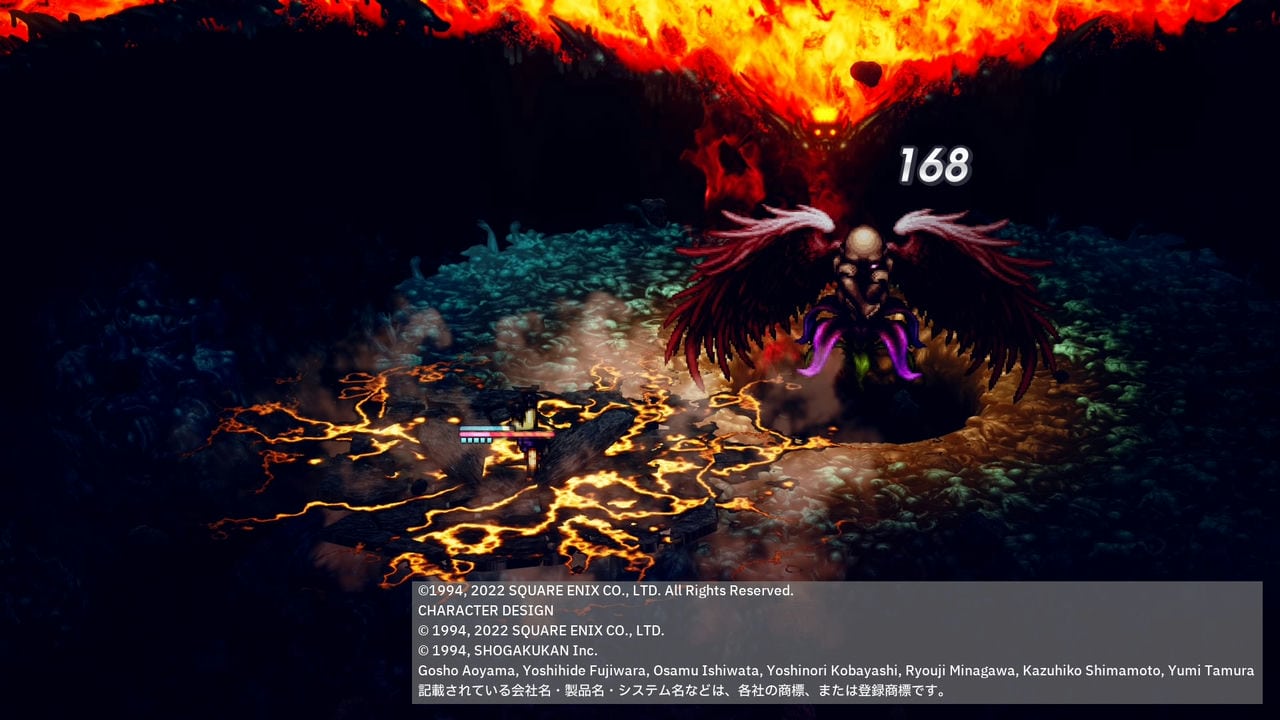 168
©1994, 2022 SQUARE ENIX CO., LTD. All Rights Reserved.
CHARACTER DESIGN
© 1994, 2022 SQUARE ENIX CO., LTD.
© 1994, SHOGAKUKAN Inc.
Gosho Aoyama, Yoshihide Fujiwara, Osamu Ishiwata, Yoshinori Kobayashi, Ryouji Minagawa, Kazuhiko Shimamoto, Yumi Tamura
記載されている会社名・製品名・システム名などは、各社の商標、または登録商標です。